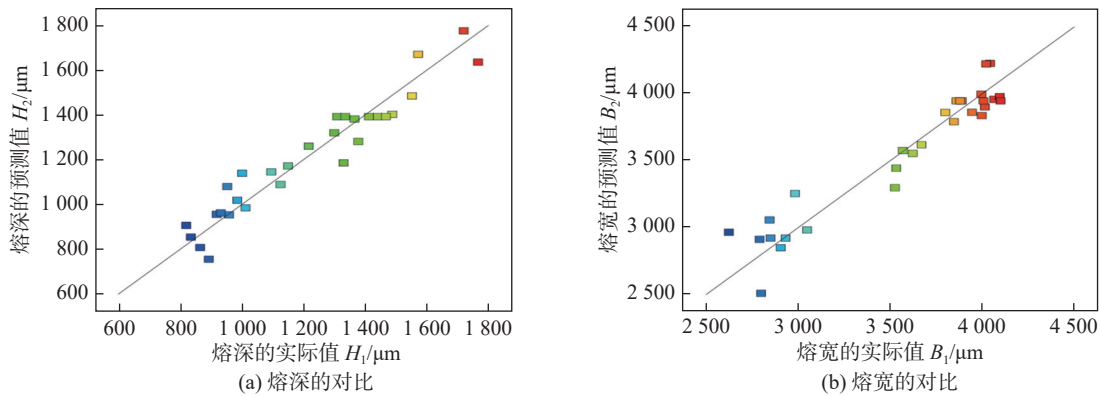 1 800
1 600
1 400
1 200
1 000
800
600
熔深的预测值 H₂/μm
600 800 1 000 1 200 1 400 1 600 1 800
熔深的实际值 H₁/μm
(a) 熔深的对比
4 500
4 000
3 500
3 000
2 500
熔宽的预测值 B₂/μm
2 500 3 000 3 500 4 000 4 500
熔宽的实际值 B₁/μm
(b) 熔宽的对比